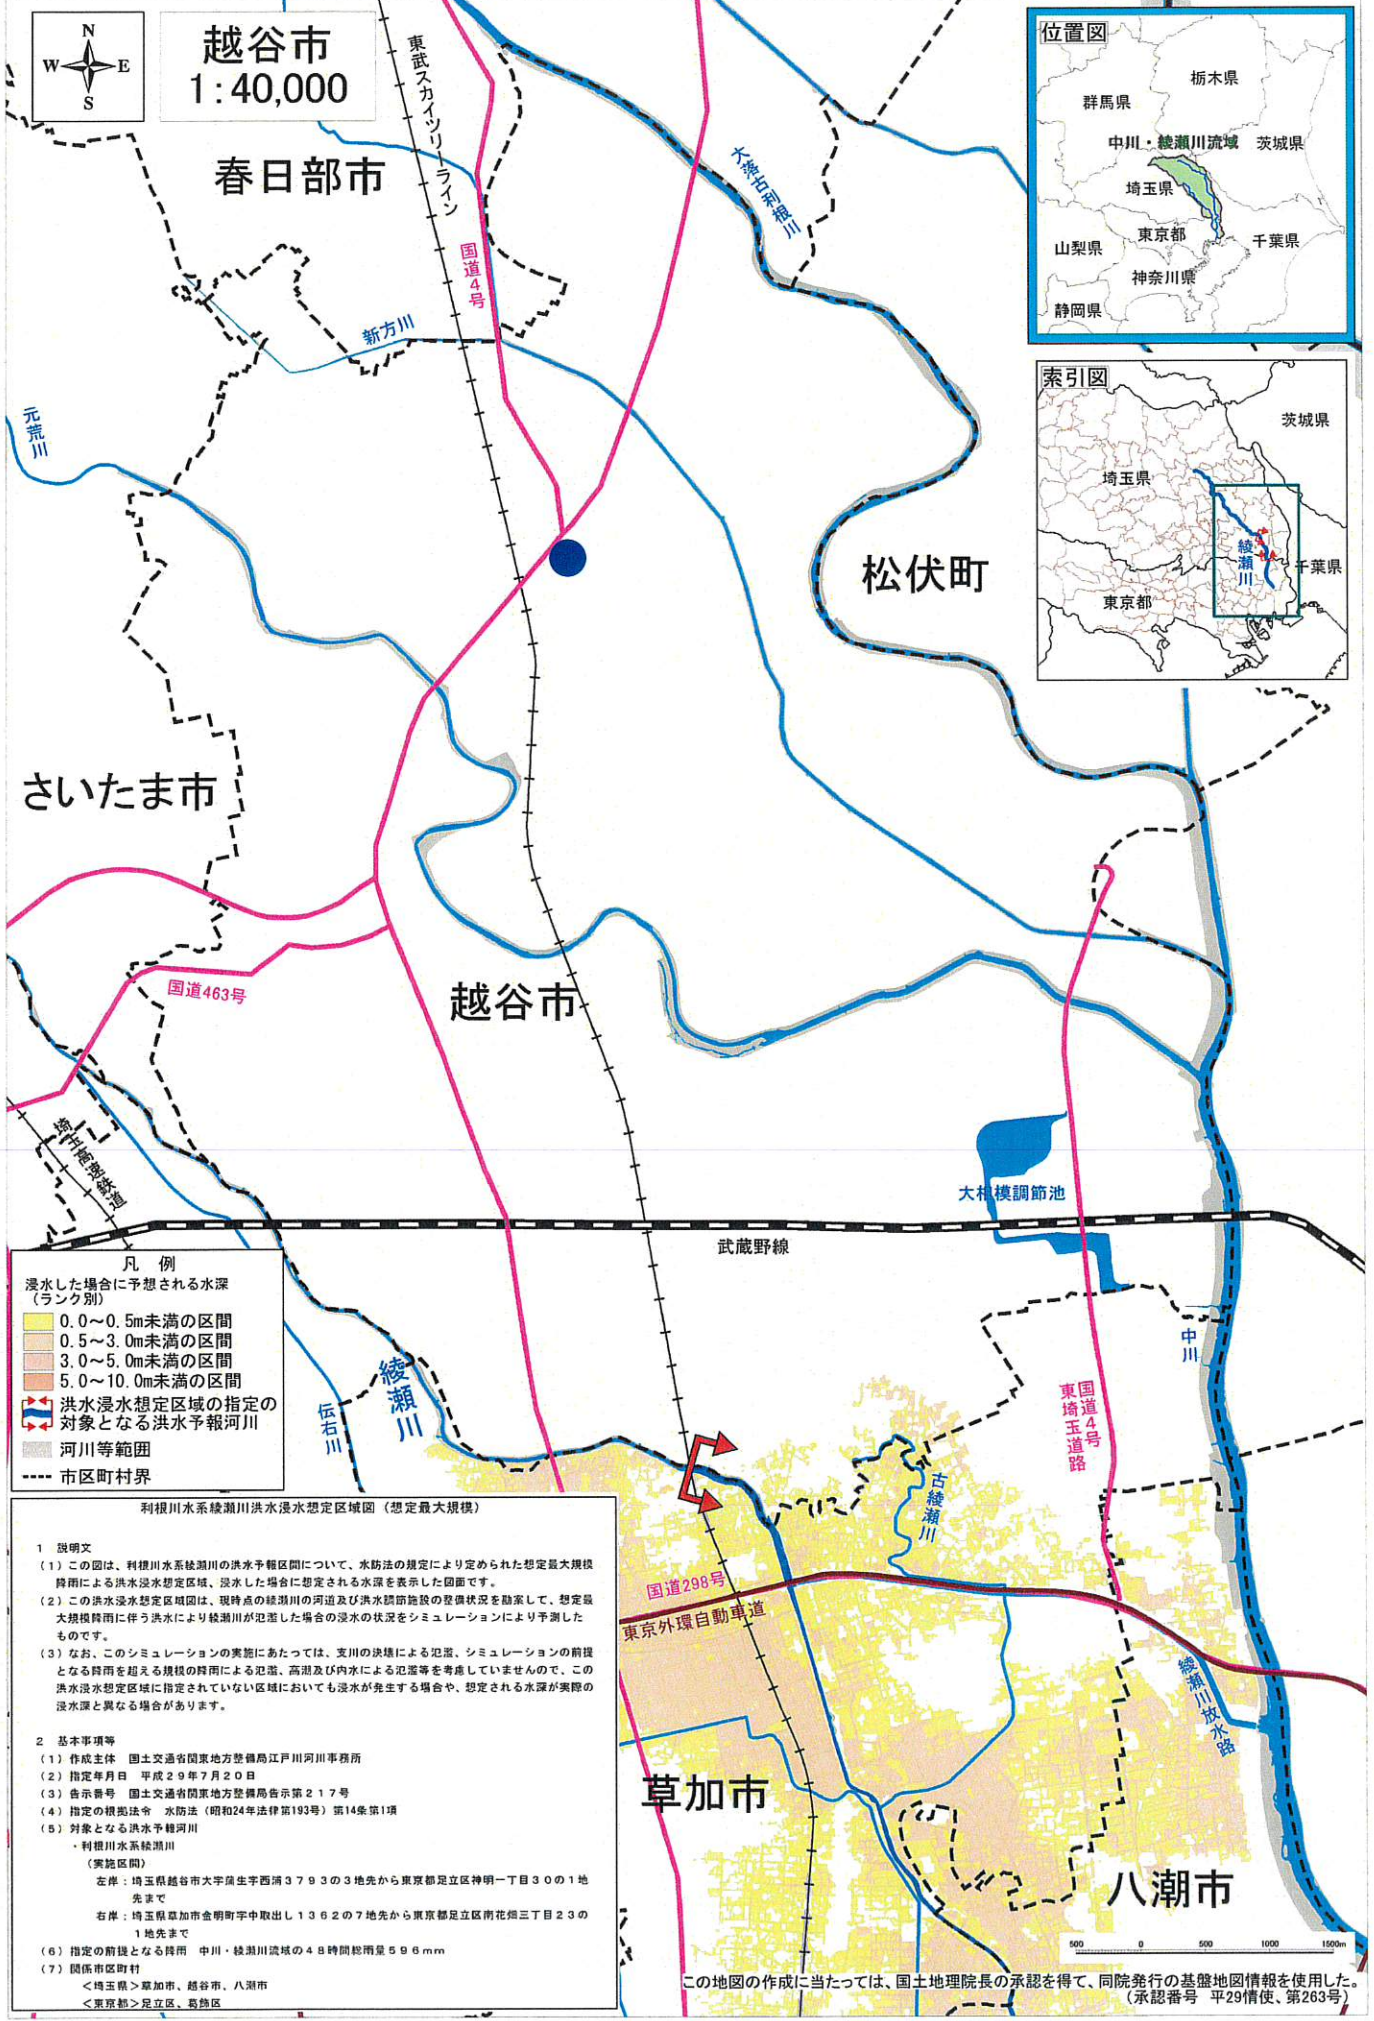 N
W E
S
越谷市
1:40,000
春日部市
東武スカイツリーライン
国道4号
大落古利根川
新方川
元荒川
位置図
栃木県
群馬県
中川・綾瀬川流域
茨城県
埼玉県
東京都
千葉県
山梨県
神奈川県
静岡県
索引図
茨城県
埼玉県
綾瀬川
千葉県
東京都
松伏町
さいたま市
国道463号
越谷市
埼玉高速鉄道
大相模調節池
武蔵野線
中川
綾瀬川
伝右川
国道4号
東埼玉道路
古綾瀬川
国道298号
東京外環自動車道
綾瀬川放水路
草加市
八潮市
凡 例
浸水した場合に予想される水深
(ランク別)
0.0~0.5m未満の区間
0.5~3.0m未満の区間
3.0~5.0m未満の区間
5.0~10.0m未満の区間
洪水浸水想定区域の指定の
対象となる洪水予報河川
河川等範囲
市区町村界
利根川水系綾瀬川洪水浸水想定区域図(想定最大規模)
1 説明文
(1)この図は、利根川水系綾瀬川の洪水予報区間について、水防法の規定により定められた想定最大規模
降雨による洪水浸水想定区域、浸水した場合に想定される水深を表示した図面です。
(2)この洪水浸水想定区域図は、現時点の綾瀬川の河道及び洪水調節施設の整備状況を勘案して、想定最
大規模降雨に伴う洪水により綾瀬川が氾濫した場合の浸水の状況をシミュレーションにより予測した
ものです。
(3)なお、このシミュレーションの実施にあたっては、支川の決壊による氾濫、シミュレーションの前提
となる降雨を超える規模の降雨による氾濫、高潮及び内水による氾濫等を考慮していませんので、この
洪水浸水想定区域に指定されていない区域においても浸水が発生する場合や、想定される水深が実際の
浸水深と異なる場合があります。
2 基本事項等
(1)作成主体 国土交通省関東地方整備局江戸川河川事務所
(2)指定年月日 平成29年7月20日
(3)告示番号 国土交通省関東地方整備局告示第217号
(4)指定の根拠法令 水防法(昭和24年法律第193号)第14条第1項
(5)対象となる洪水予報河川
・利根川水系綾瀬川
(実施区間)
左岸:埼玉県越谷市大字蒲生字西浦3793の3地先から東京都足立区神明一丁目30の1地
先まで
右岸:埼玉県草加市金明町字中取出し1362の7地先から東京都足立区南花畑三丁目23の
1地先まで
(6)指定の前提となる降雨 中川・綾瀬川流域の48時間総雨量596mm
(7)関係市区町村
<埼玉県>草加市、越谷市、八潮市
<東京都>足立区、葛飾区
500 0 500 1000 1500m
この地図の作成に当たっては、国土地理院長の承認を得て、同院発行の基盤地図情報を使用した。
(承認番号 平29情使、第263号)